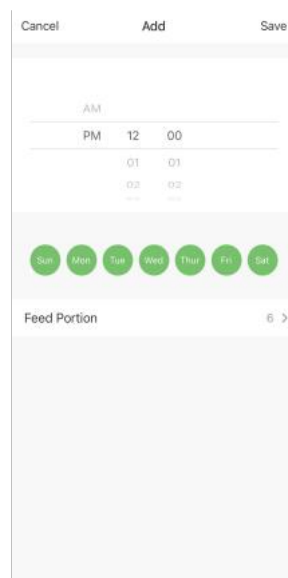 Cancel Add Save
AM
PM 12 00
01 01
02 02
Sun Mon Tue Wed Thur Fri Sat
Feed Portion 6 >